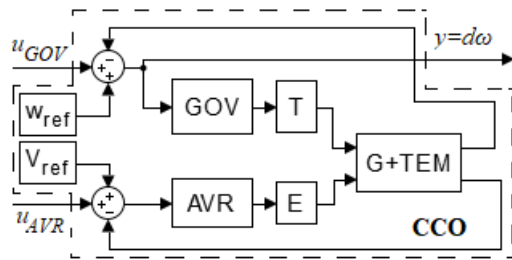 u_GOV
y=dω
w_ref
GOV
T
G+TEM
V_ref
AVR
E
u_AVR
CCO